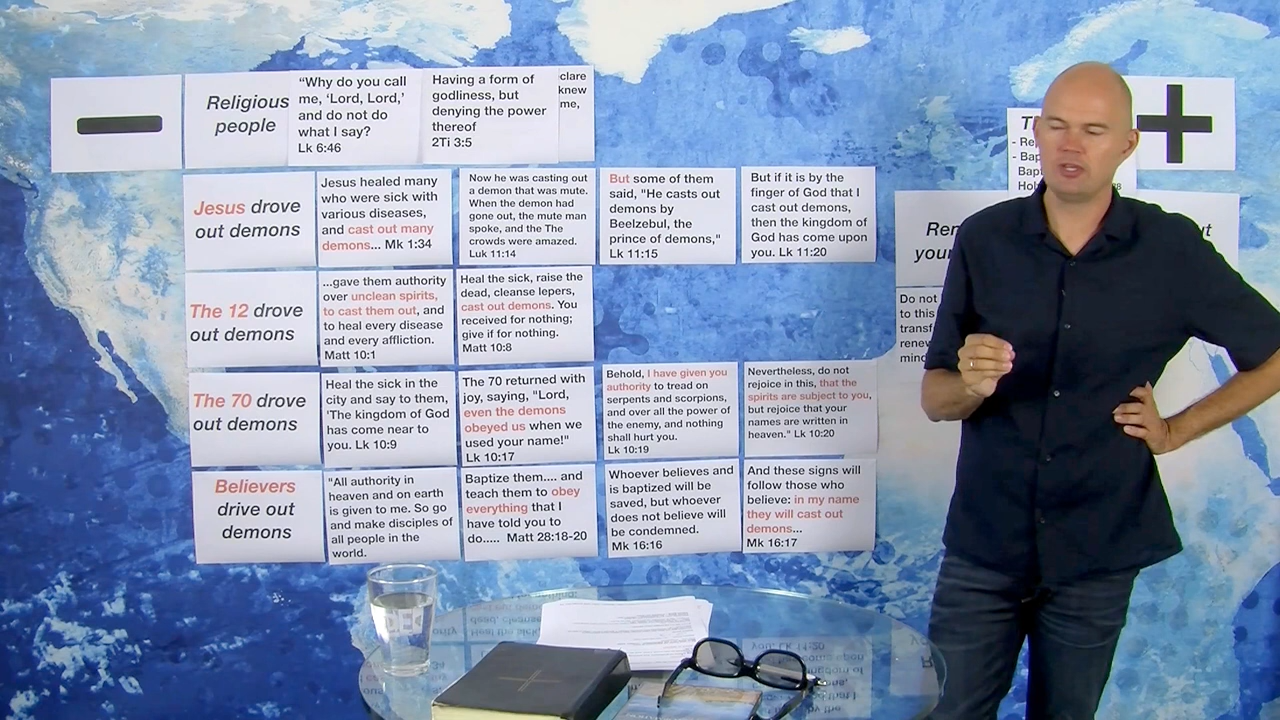 Religious
people
“Why do you call
me, ‘Lord, Lord,’
and do not do
what I say?
Lk 6:46
Having a form of
godliness, but
denying the power
thereof
2Ti 3:5
clare
knew
me,
Jesus drove
out demons
Jesus healed many
who were sick with
various diseases,
and cast out many
demons... Mk 1:34
Now he was casting out
a demon that was mute.
When the demon had
gone out, the mute man
spoke, and the The
crowds were amazed.
Luk 11:14
But some of them
said, "He casts out
demons by
Beelzebul, the
prince of demons,"
Lk 11:15
But if it is by the
finger of God that I
cast out demons,
then the kingdom of
God has come upon
you. Lk 11:20
The 12 drove
out demons
...gave them authority
over unclean spirits,
to cast them out, and
to heal every disease
and every affliction.
Matt 10:1
Heal the sick, raise the
dead, cleanse lepers,
cast out demons. You
received for nothing;
give if for nothing.
Matt 10:8
The 70 drove
out demons
Heal the sick in the
city and say to them,
'The kingdom of God
has come near to
you. Lk 10:9
The 70 returned with
joy, saying, "Lord,
even the demons
obeyed us when we
used your name!"
Lk 10:17
Behold, I have given you
authority to tread on
serpents and scorpions,
and over all the power of
the enemy, and nothing
shall hurt you.
Lk 10:19
Nevertheless, do not
rejoice in this, that the
spirits are subject to you,
but rejoice that your
names are written in
heaven." Lk 10:20
Believers
drive out
demons
"All authority in
heaven and on earth
is given to me. So go
and make disciples of
all people in the
world.
Baptize them.... and
teach them to obey
everything that I
have told you to
do..... Matt 28:18-20
Whoever believes and
is baptized will be
saved, but whoever
does not believe will
be condemned.
Mk 16:16
And these signs will
follow those who
believe: in my name
they will cast out
demons...
Mk 16:17
- Rep
- Bap
Bapt
Hol
Ren
your
Do not
to this
transf
renew
mind